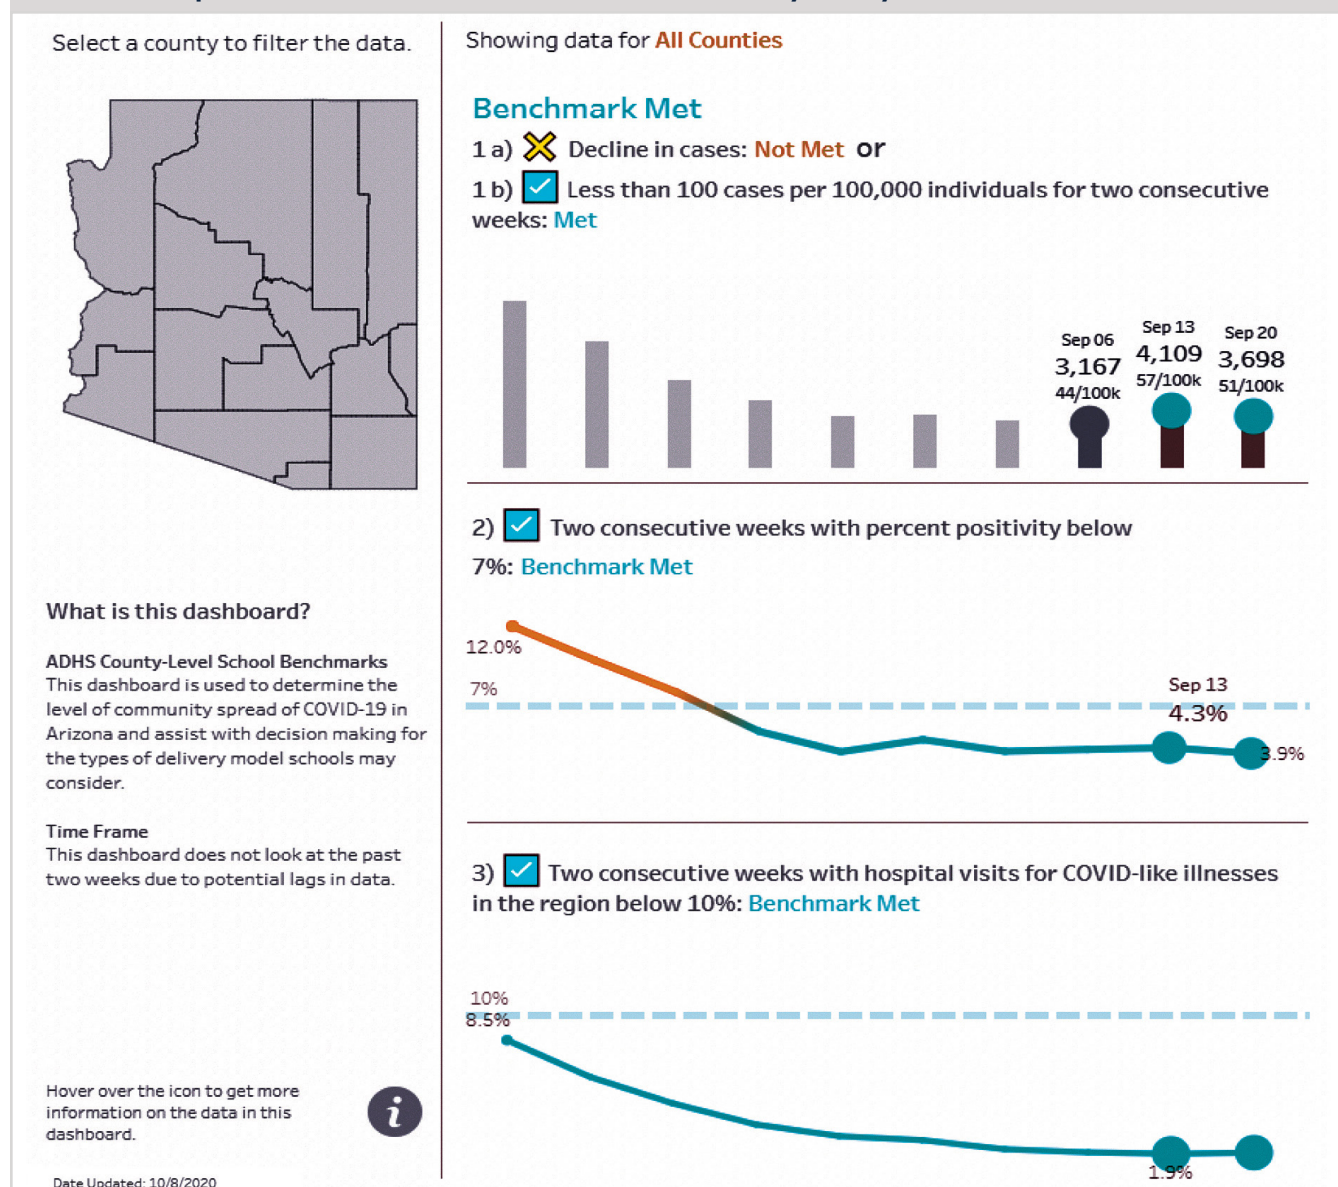 Select a county to filter the data.
What is this dashboard?
ADHS County-Level School Benchmarks
This dashboard is used to determine the
level of community spread of COVID-19 in
Arizona and assist with decision making for
the types of delivery model schools may
consider.
Time Frame
This dashboard does not look at the past
two weeks due to potential lags in data.
Hover over the icon to get more
information on the data in this
dashboard.
i
Date Updated: 10/8/2020
Showing data for All Counties
Benchmark Met
1 a) Decline in cases: Not Met or
1 b) Less than 100 cases per 100,000 individuals for two consecutive
weeks: Met
Sep 06
3,167
44/100k
Sep 13
4,109
57/100k
Sep 20
3,698
51/100k
2) Two consecutive weeks with percent positivity below
7%: Benchmark Met
12.0%
7%
Sep 13
4.3%
3.9%
3) Two consecutive weeks with hospital visits for COVID-like illnesses
in the region below 10%: Benchmark Met
10%
8.5%
1.9%